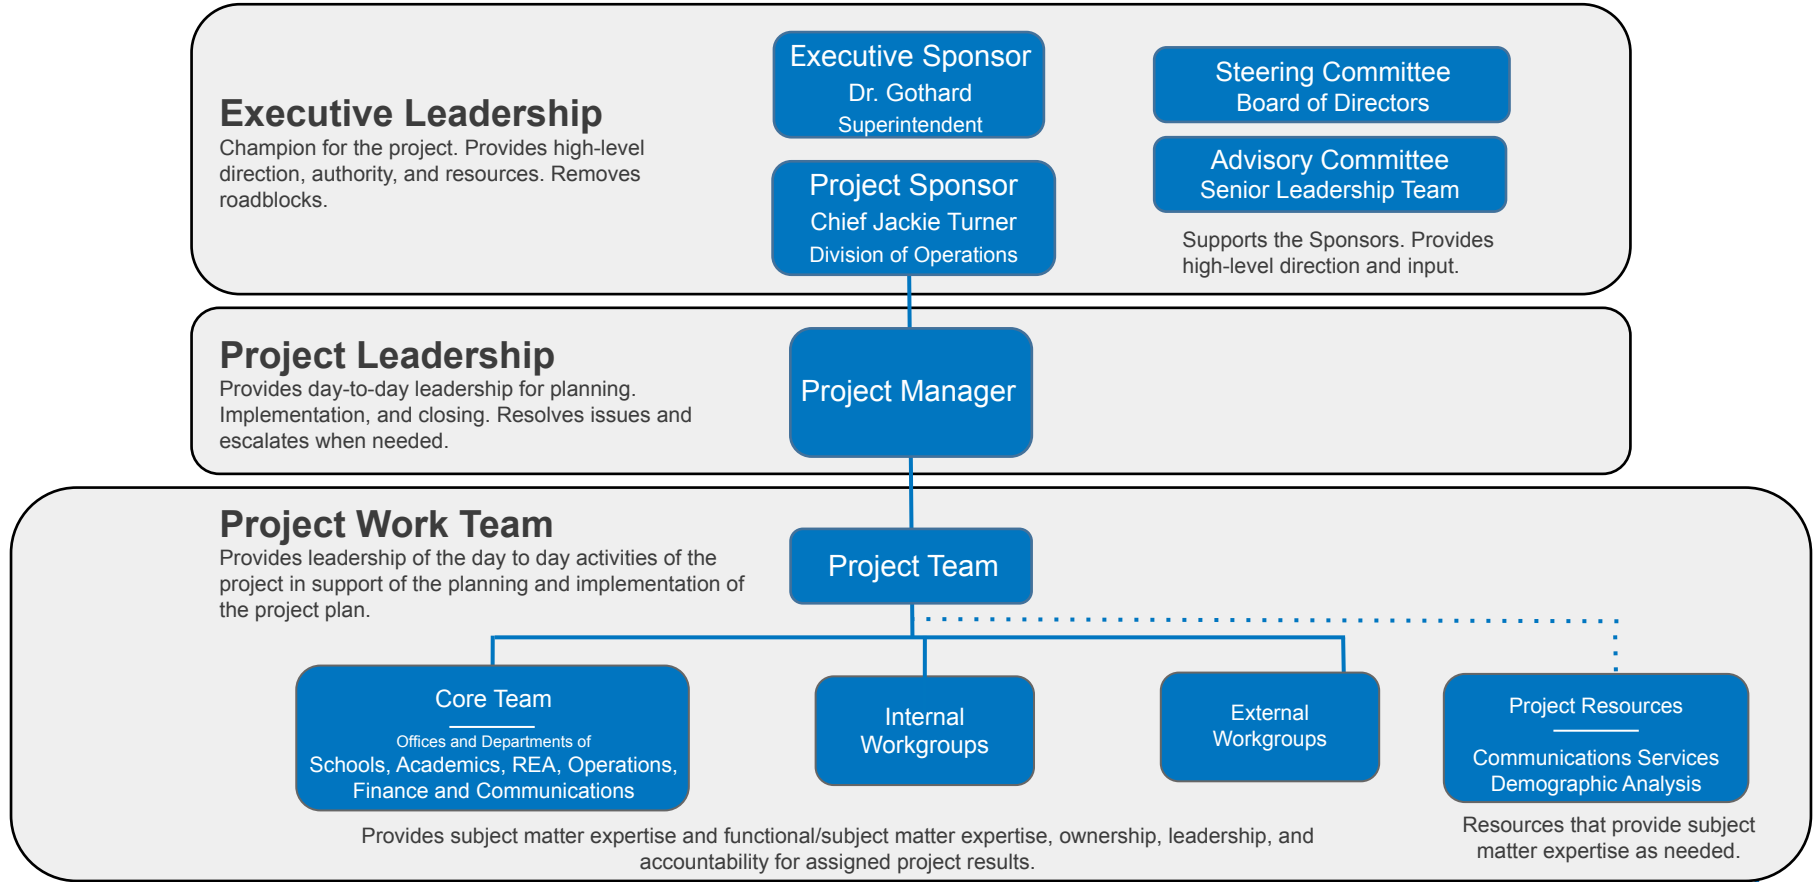 Executive Leadership
Champion for the project. Provides high-level
direction, authority, and resources. Removes
roadblocks.
Executive Sponsor
Dr. Gothard
Superintendent
Project Sponsor
Chief Jackie Turner
Division of Operations
Steering Committee
Board of Directors
Advisory Committee
Senior Leadership Team
Supports the Sponsors. Provides
high-level direction and input.
Project Leadership
Provides day-to-day leadership for planning.
Implementation, and closing. Resolves issues and
escalates when needed.
Project Manager
Project Work Team
Provides leadership of the day to day activities of the
project in support of the planning and implementation of
the project plan.
Project Team
Core Team
Offices and Departments of
Schools, Academics, REA, Operations,
Finance and Communications
Internal
Workgroups
External
Workgroups
Project Resources
Communications Services
Demographic Analysis
Provides subject matter expertise and functional/subject matter expertise, ownership, leadership, and
accountability for assigned project results.
Resources that provide subject
matter expertise as needed.